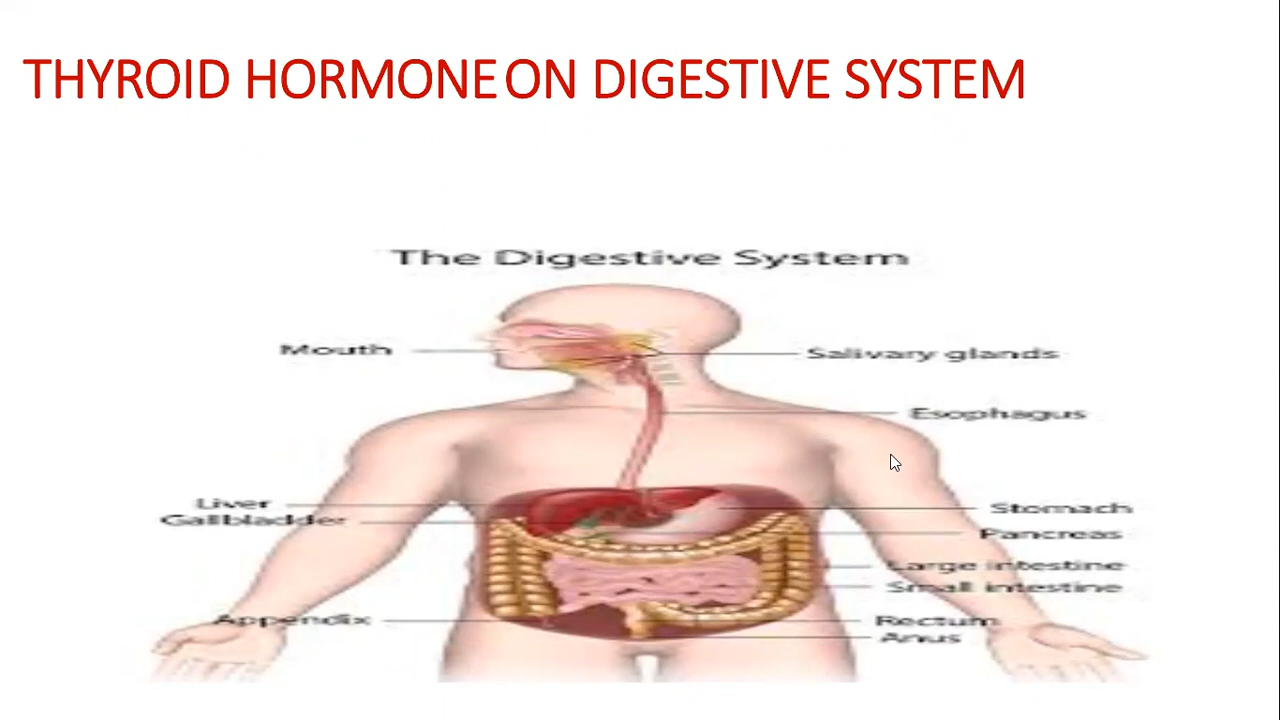 THYROID HORMONE ON DIGESTIVE SYSTEM
The Digestive System
Mouth
Salivary glands
Esophagus
Liver
Stomach
Gallbladder
Pancreas
Large intestine
Small intestine
Appendix
Rectum
Anus